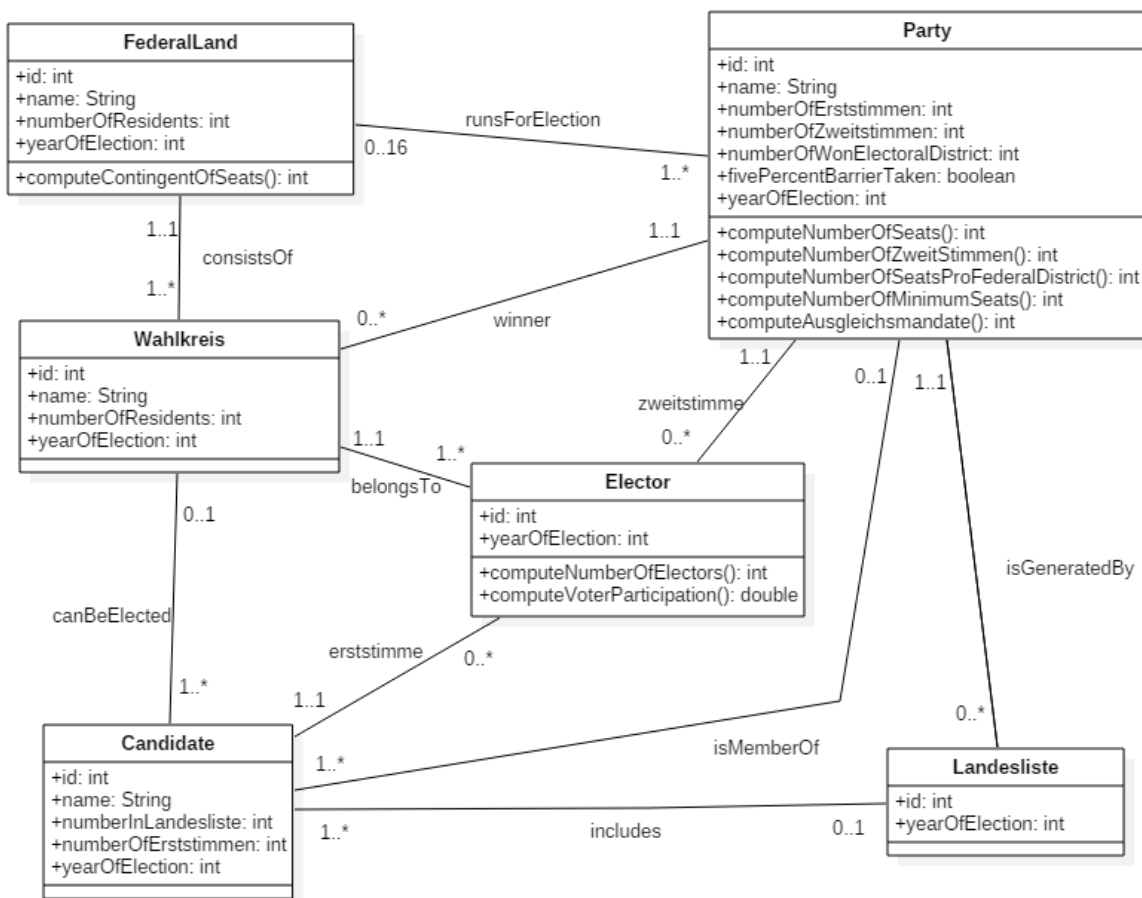 FederalLand
+id: int
+name: String
+numberOfResidents: int
+yearOfElection: int
+computeContingentOfSeats(): int
Party
+id: int
+name: String
+numberOfErststimmen: int
+numberOfZweitstimmen: int
+numberOfWonElectoralDistrict: int
+fivePercentBarrierTaken: boolean
+yearOfElection: int
+computeNumberOfSeats(): int
+computeNumberOfZweitStimmen(): int
+computeNumberOfSeatsProFederalDistrict(): int
+computeNumberOfMinimumSeats(): int
+computeAusgleichsmandate(): int
runsForElection
0..16
1..*
1..1
consistsOf
1..*
1..1
winner
0..*
Wahlkreis
+id: int
+name: String
+numberOfResidents: int
+yearOfElection: int
1..1
zweitstimme
0..*
0..1
1..1
1..1
belongsTo
1..*
Elector
+id: int
+yearOfElection: int
+computeNumberOfElectors(): int
+computeVoterParticipation(): double
0..1
canBeElected
1..*
erststimme
0..*
1..1
isGeneratedBy
0..*
isMemberOf
1..*
Candidate
+id: int
+name: String
+numberInLandesliste: int
+numberOfErststimmen: int
+yearOfElection: int
1..*
includes
0..1
Landesliste
+id: int
+yearOfElection: int